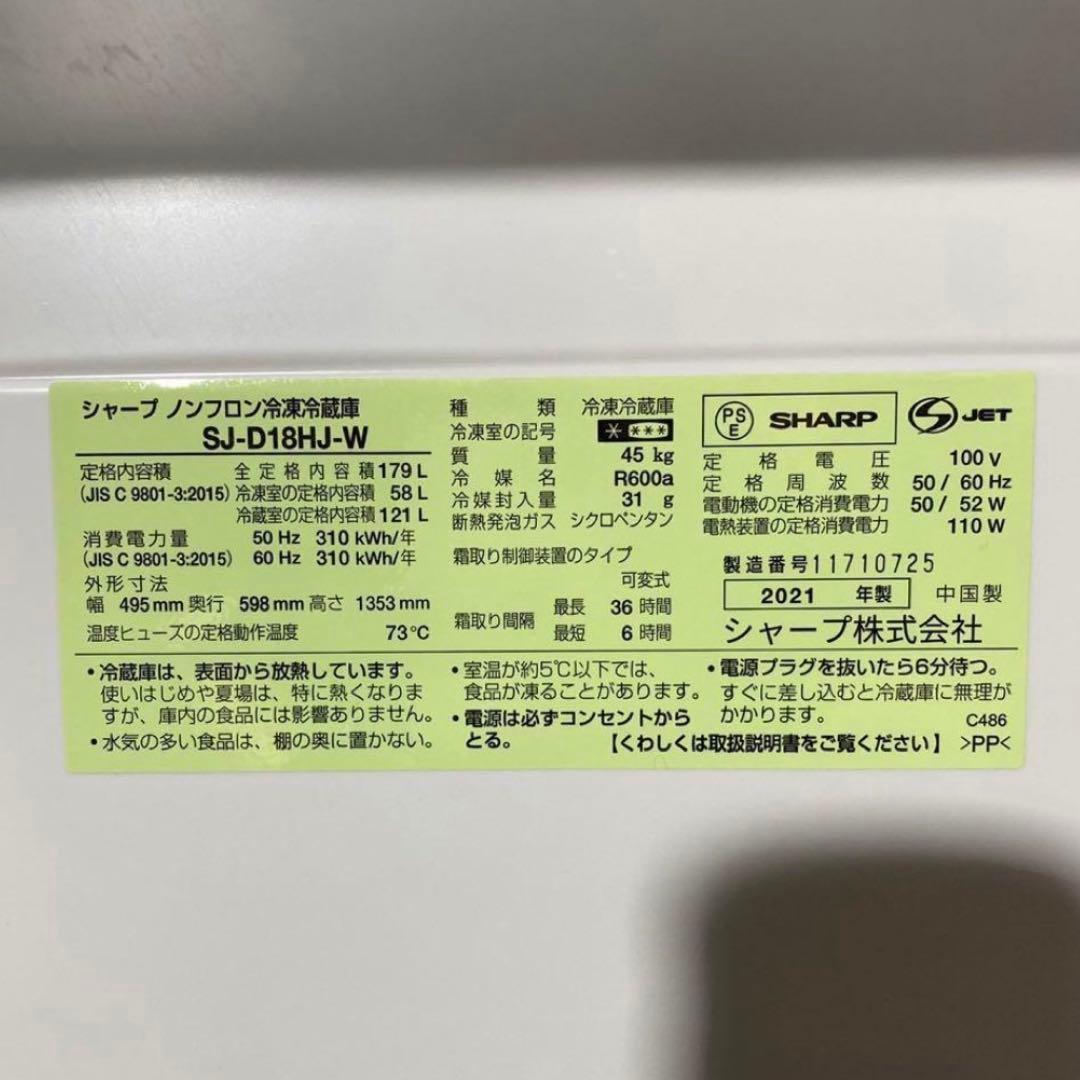 シャープ ノンフロン冷凍冷蔵庫
SJ-D18HJ-W
定格内容積 全定格内容積 179 L
(JIS C 9801-3:2015) 冷凍室の定格内容積 58 L
冷蔵室の定格内容積 121 L
消費電力量 50 Hz 310 kWh/年
(JIS C 9801-3:2015) 60 Hz 310 kWh/年
外形寸法
幅 495 mm 奥行 598 mm 高さ 1353 mm
温度ヒューズの定格動作温度 73℃
種類 冷凍冷蔵庫
冷凍室の記号 * ***
質量 45 kg
冷媒名 R600a
冷媒封入量 31 g
断熱発泡ガス シクロペンタン
霜取り制御装置のタイプ
可変式
霜取り間隔 最長 36 時間
最短 6 時間
PSE SHARP S JET
定格電圧 100 V
定格周波数 50 / 60 Hz
電動機の定格消費電力 50 / 52 W
電熱装置の定格消費電力 110 W
製造番号 11710725
2021 年製 中国製
シャープ株式会社
・冷蔵庫は、表面から放熱しています。
使いはじめや夏場は、特に熱くなりま
すが、庫内の食品には影響ありません。
・水気の多い食品は、棚の奥に置かない。
・室温が約5℃以下では、
食品が凍ることがあります。
・電源は必ずコンセントから
とる。
・電源プラグを抜いたら6分待つ。
すぐに差し込むと冷蔵庫に無理が
かかります。 C486
【くわしくは取扱説明書をご覧ください】 >PP<